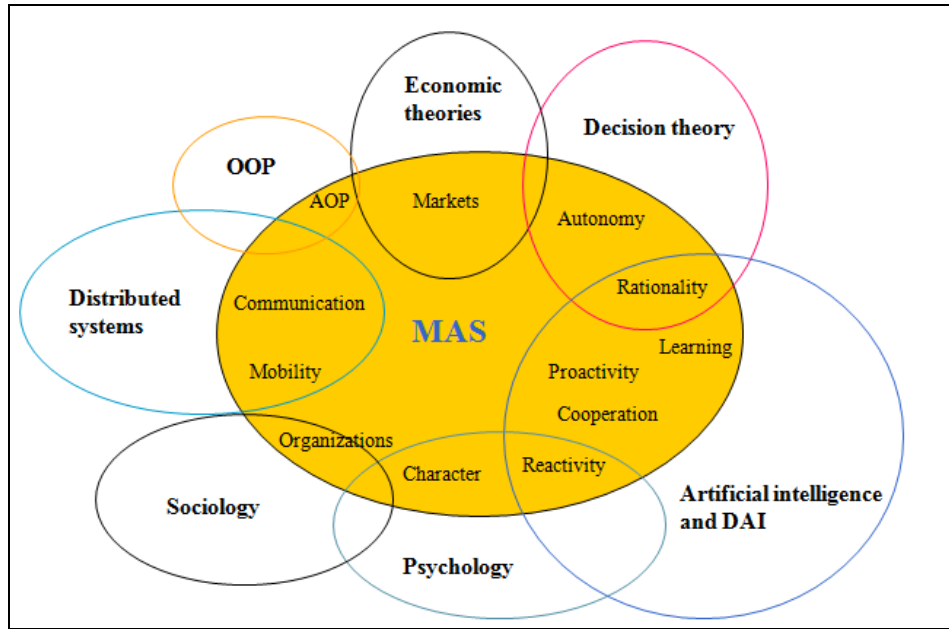 Economic
theories
Decision theory
OOP
AOP
Markets
Autonomy
Distributed
systems
Communication
Rationality
MAS
Learning
Mobility
Proactivity
Cooperation
Organizations
Character
Reactivity
Sociology
Artificial intelligence
and DAI
Psychology